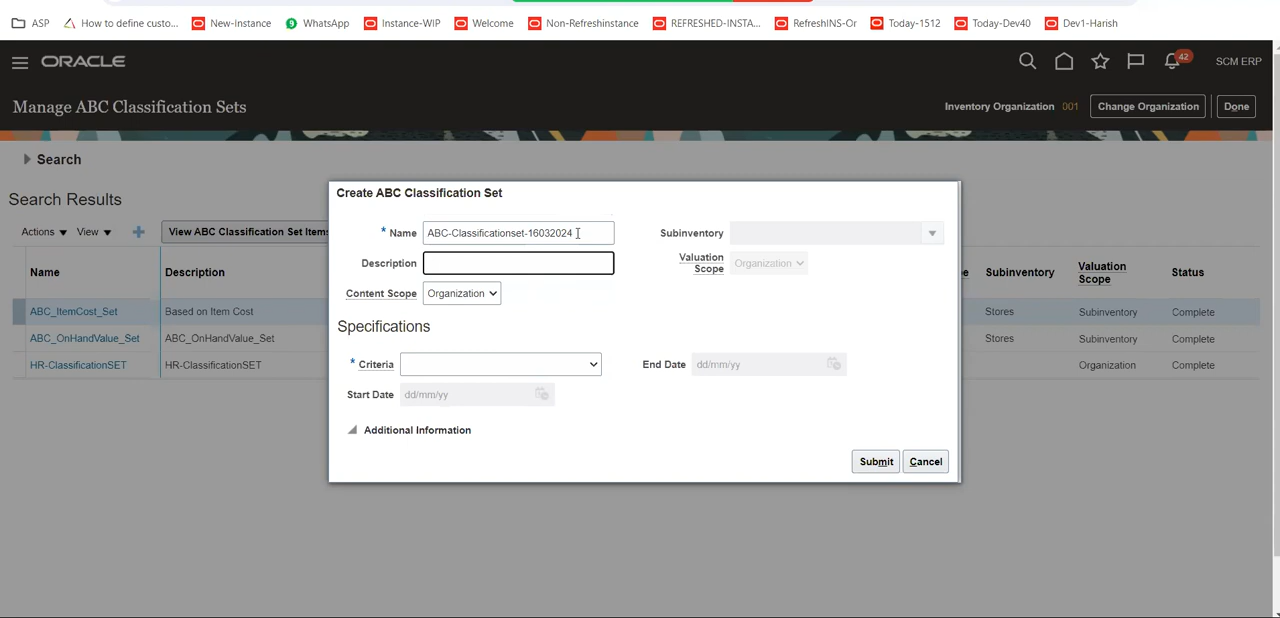 ASP How to define custo... New-Instance WhatsApp Instance-WIP Welcome Non-Refreshinstance REFRESHED-INSTA... RefreshINS-Or Today-1512 Today-Dev40 Dev1-Harish
ORACLE 42 SCM ERP
Manage ABC Classification Sets Inventory Organization 001 Change Organization Done
Search
Search Results
Actions View View ABC Classification Set Items
Name Description Subinventory Valuation Scope Status
ABC_ItemCost_Set Based on Item Cost Stores Subinventory Complete
ABC_OnHandValue_Set ABC_OnHandValue_Set Stores Subinventory Complete
HR-ClassificationSET HR-ClassificationSET Organization Complete
Create ABC Classification Set
* Name ABC-Classificationset-16032024 Subinventory
Description Valuation Scope Organization
Content Scope Organization
Specifications
* Criteria End Date dd/mm/yy
Start Date dd/mm/yy
Additional Information
Submit Cancel